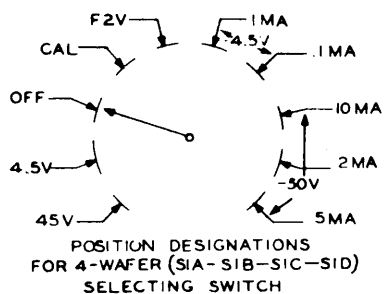 F2V
1MA
CAL
-4.5V
.1MA
OFF
10MA
4.5V
2MA
-50V
45V
5MA
POSITION DESIGNATIONS
FOR 4-WAFER (S1A-S1B-S1C-S1D)
SELECTING SWITCH